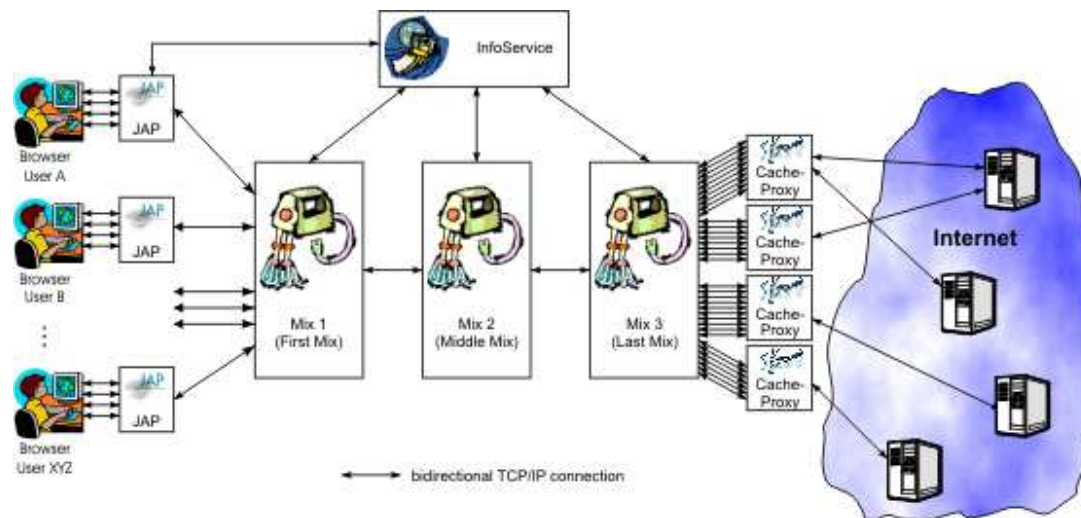 InfoService
JAP
JAP
Browser
User A
JAP
JAP
Browser
User B
JAP
JAP
Browser
User XYZ
Mix 1
(First Mix)
Mix 2
(Middle Mix)
Mix 3
(Last Mix)
Cache-
Proxy
Cache-
Proxy
Cache-
Proxy
Cache-
Proxy
Internet
bidirectional TCP/IP connection